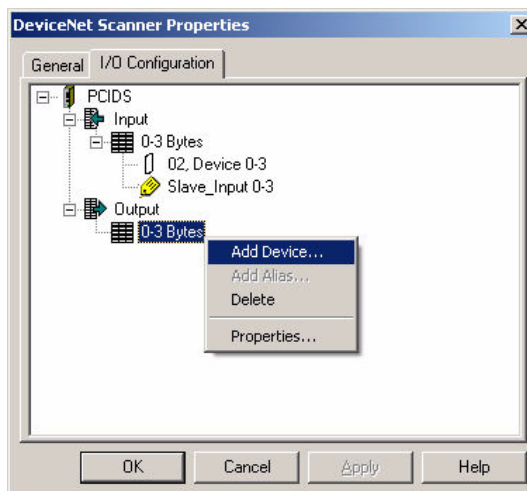 DeviceNet Scanner Properties
General I/O Configuration
PCIDS
Input
0-3 Bytes
02, Device 0-3
Slave_Input 0-3
Output
0-3 Bytes
Add Device...
Add Alias...
Delete
Properties...
OK Cancel Apply Help